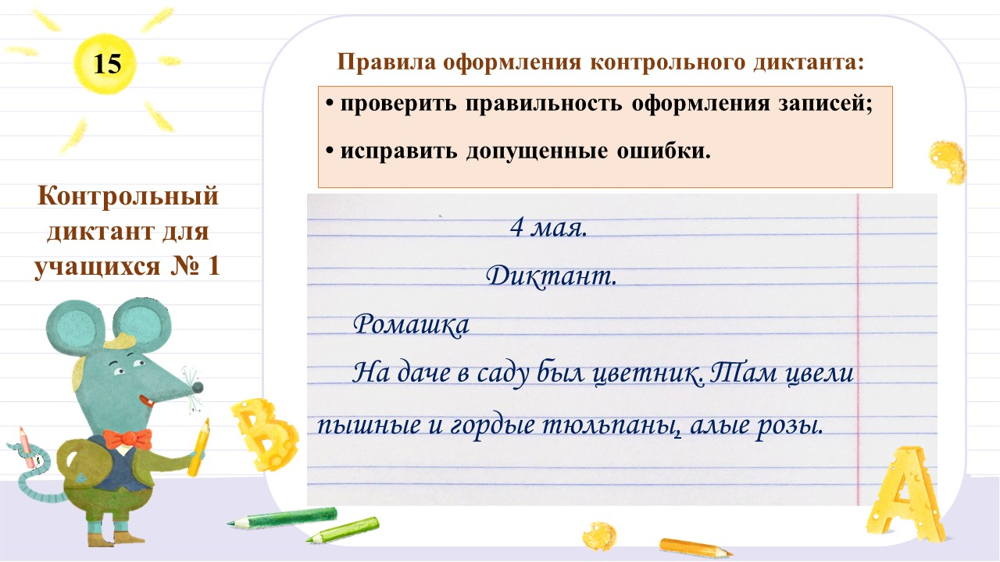 15
Контрольный
диктант для
учащихся № 1
Правила оформления контрольного диктанта:
• проверить правильность оформления записей;
• исправить допущенные ошибки.
4 мая.
Диктант.
Ромашка
На даче в саду был цветник. Там цвели
пышные и гордые тюльпаны, алые розы.
В
А